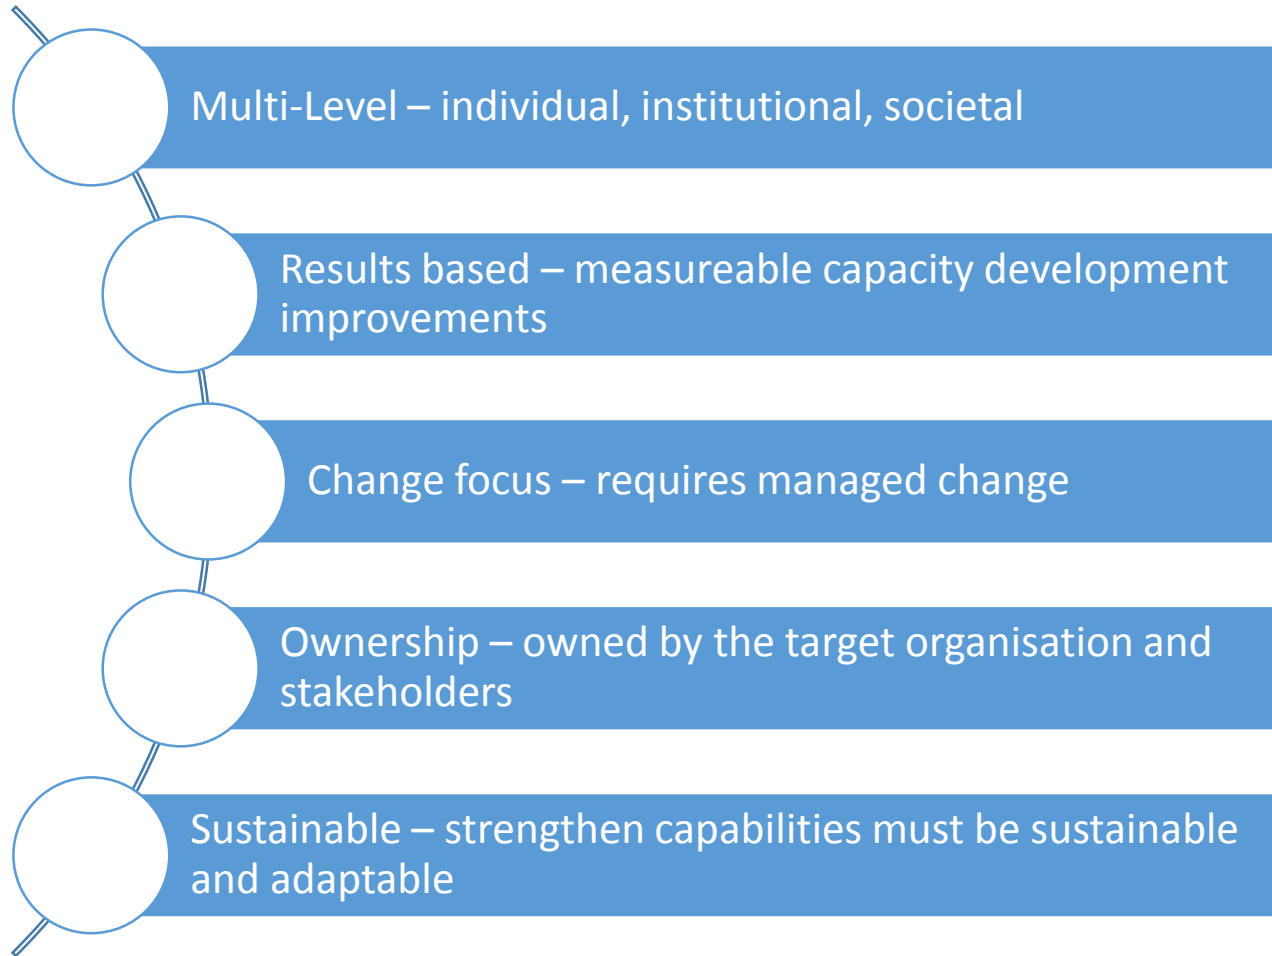 Multi-Level – individual, institutional, societal
Results based – measureable capacity development
improvements
Change focus – requires managed change
Ownership – owned by the target organisation and
stakeholders
Sustainable – strengthen capabilities must be sustainable
and adaptable